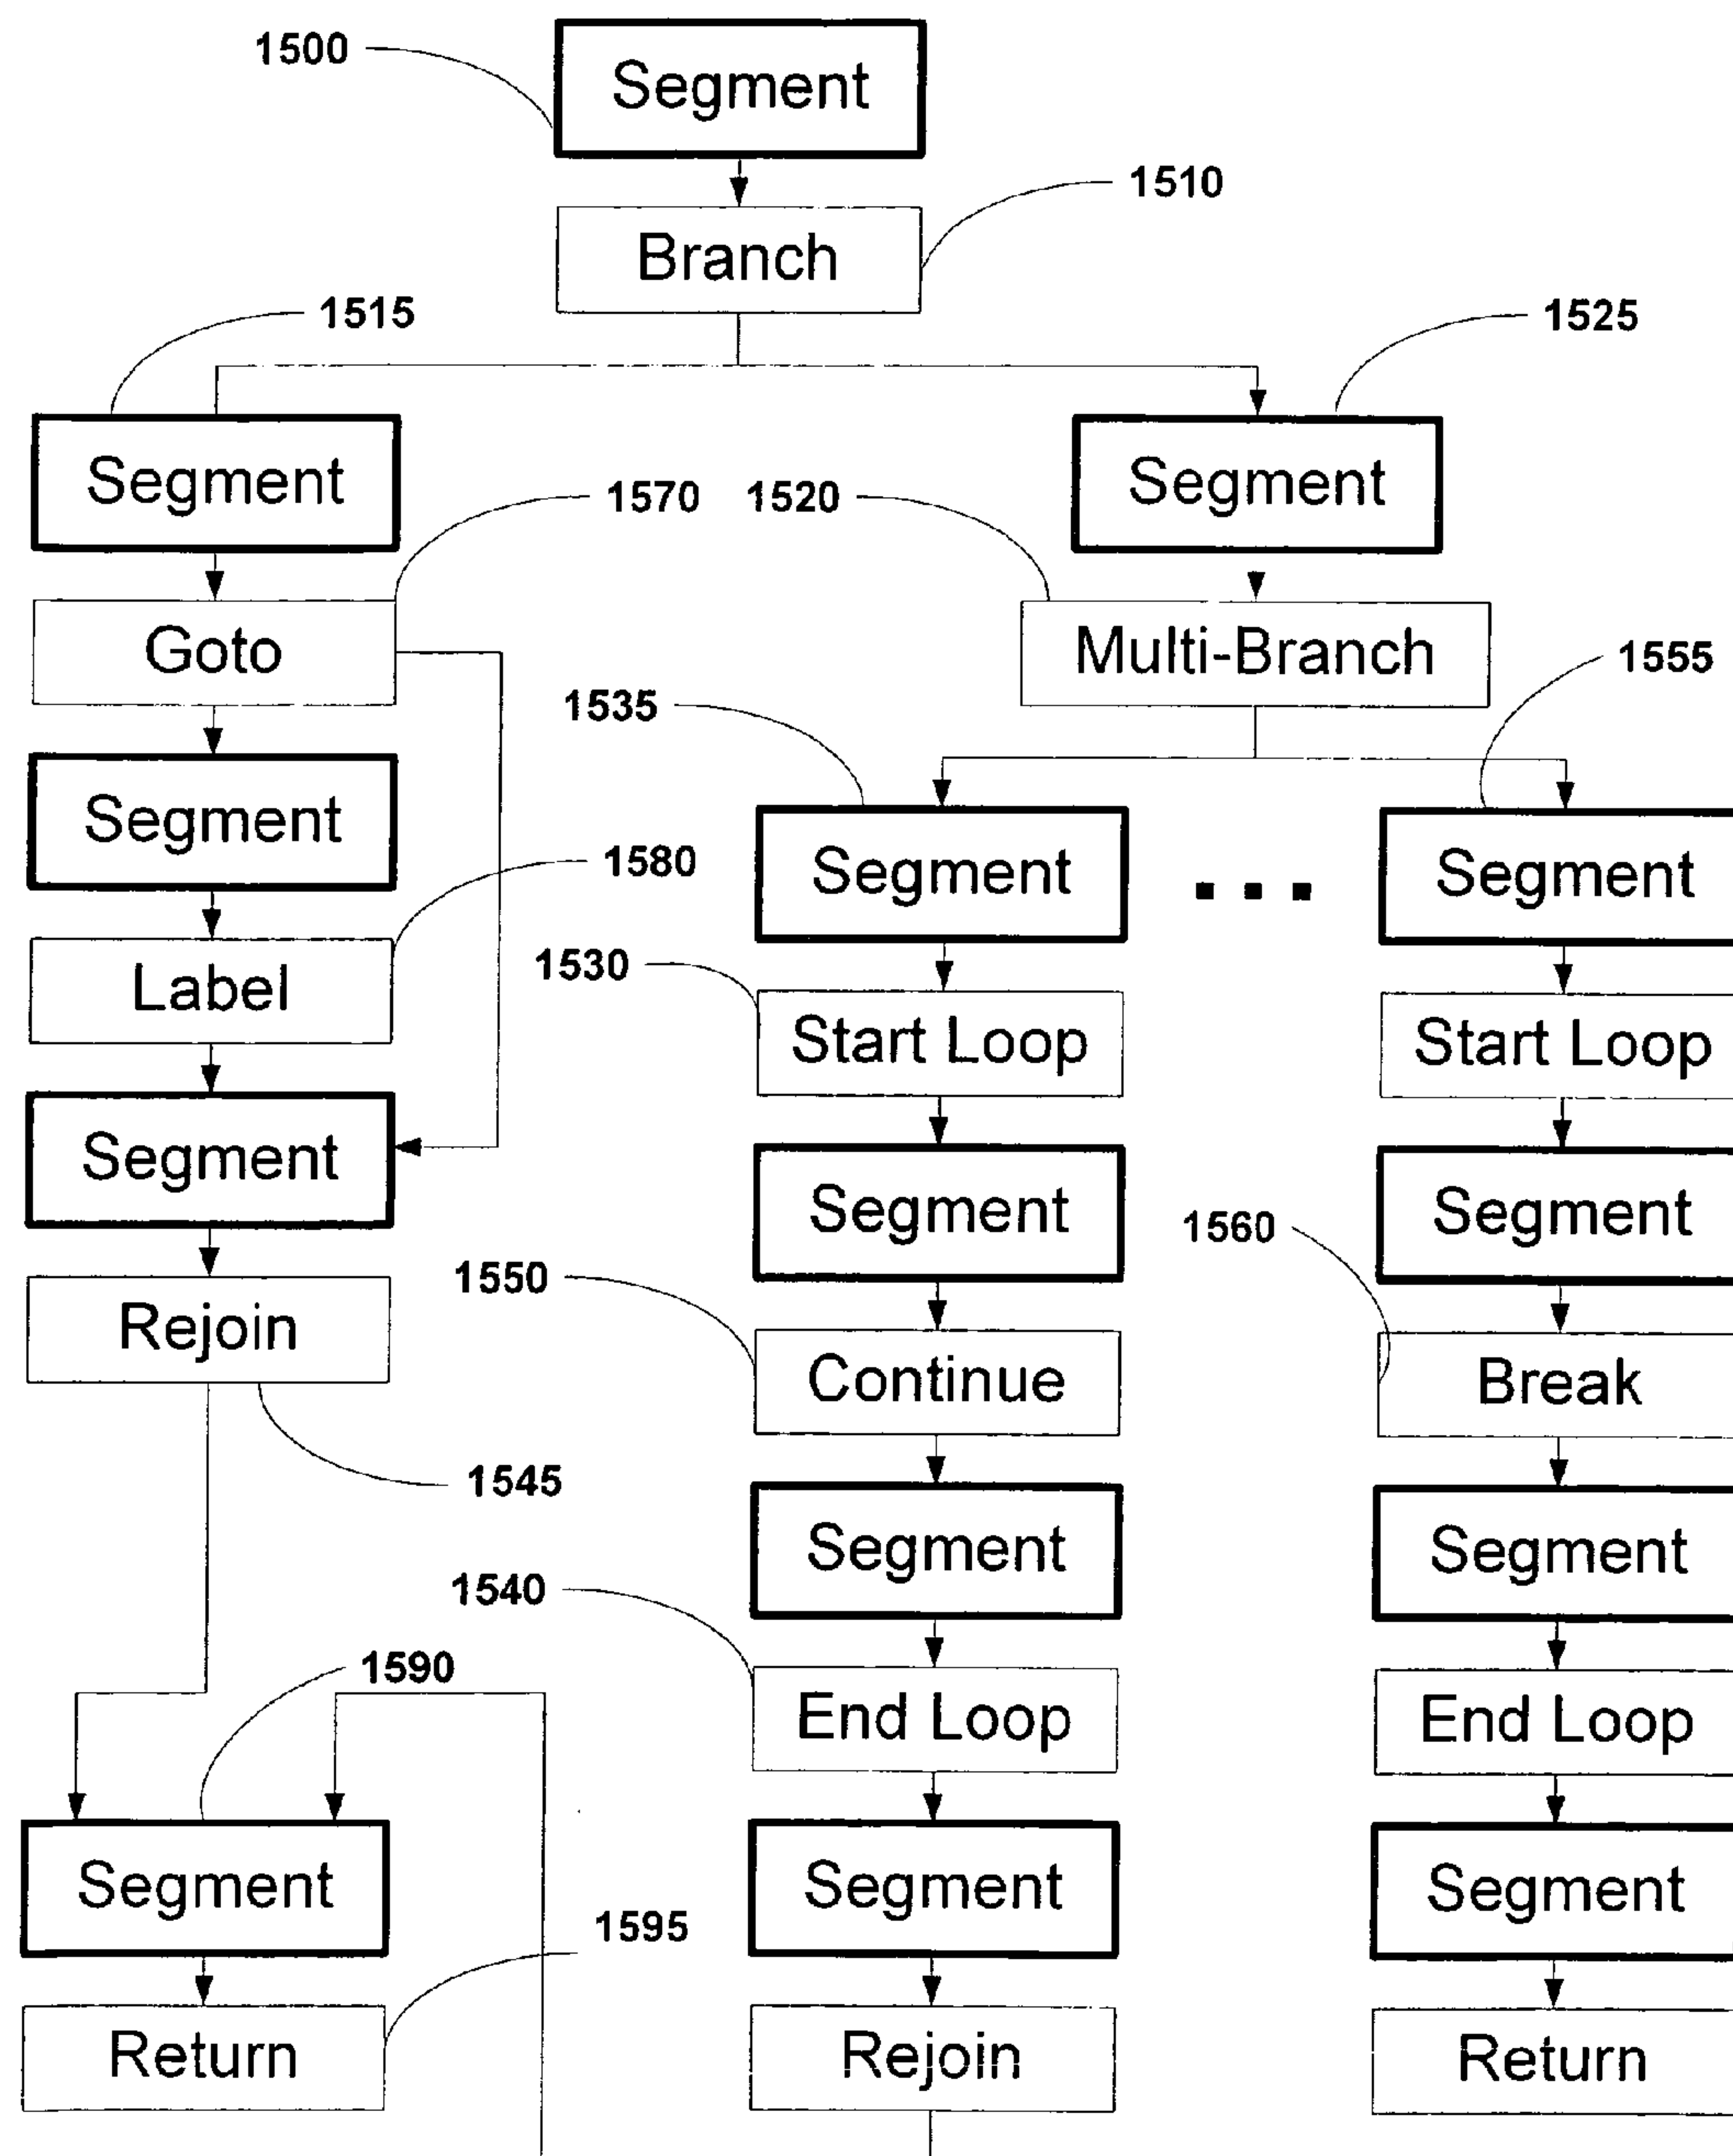 1500
Segment
1510
Branch
1515
1525
Segment
Segment
1570
1520
Goto
Multi-Branch
1555
1535
Segment
Segment
. . .
Segment
1580
1530
Label
Start Loop
Start Loop
Segment
Segment
Segment
1560
1550
Rejoin
Continue
Break
1545
Segment
Segment
1540
1590
End Loop
End Loop
Segment
Segment
Segment
1595
Return
Rejoin
Return